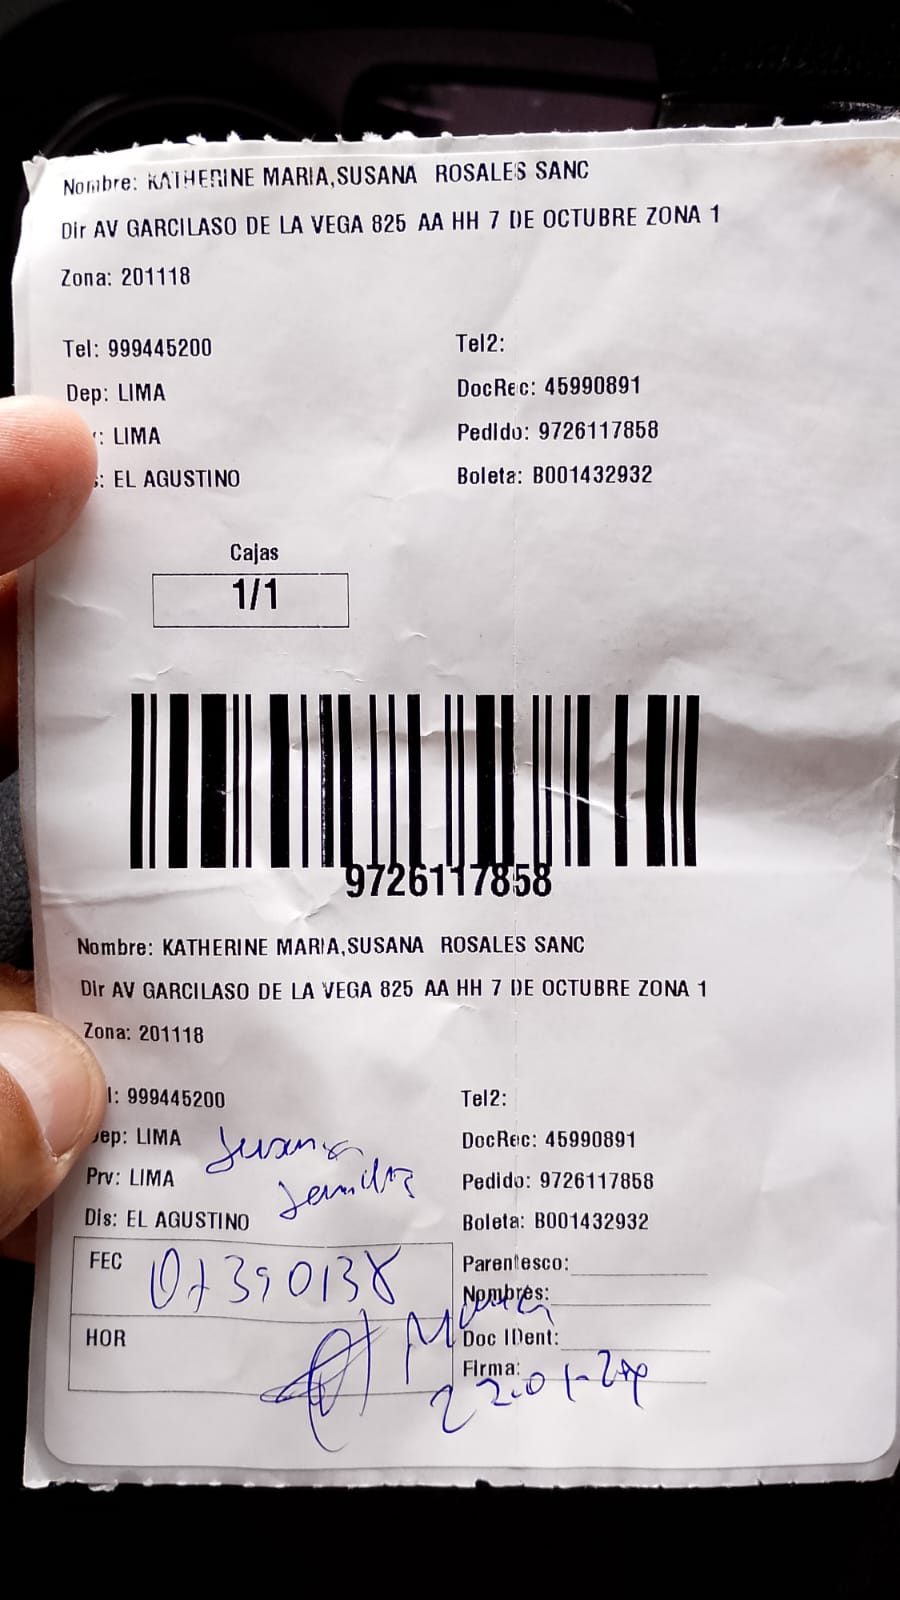 Nombre: KATHERINE MARIA,SUSANA ROSALES SANC
Dir AV GARCILASO DE LA VEGA 825 AA HH 7 DE OCTUBRE ZONA 1
Zona: 201118
Tel: 999445200 Tel2:
Dep: LIMA DocRec: 45990891
: LIMA Pedido: 9726117858
: EL AGUSTINO Boleta: B001432932
Cajas
1/1
9726117858
Nombre: KATHERINE MARIA,SUSANA ROSALES SANC
Dir AV GARCILASO DE LA VEGA 825 AA HH 7 DE OCTUBRE ZONA 1
Zona: 201118
l: 999445200 Tel2:
ep: LIMA Susana DocRec: 45990891
Prv: LIMA Pedido: 9726117858
Dis: EL AGUSTINO Boleta: B001432932
FEC Parentesco:
Nombres:
HOR Doc IDent:
Firma: